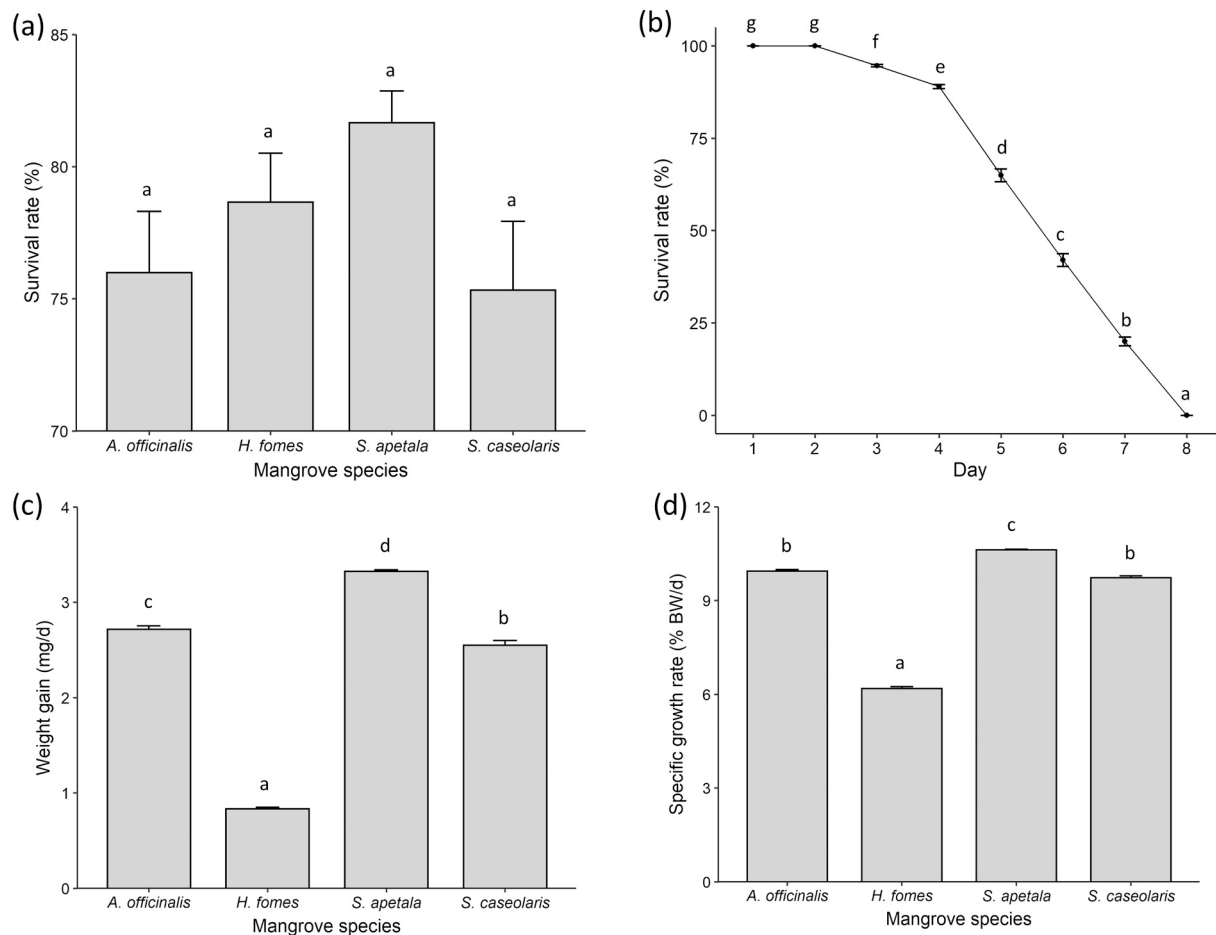 (a)
85
80
75
70
Survival rate (%)
a
a
a
a
A. officinalis H. fomes S. apetala S. caseolaris
Mangrove species
(b)
100
75
50
25
0
Survival rate (%)
g
g
f
e
d
c
b
a
1 2 3 4 5 6 7 8
Day
(c)
4
3
2
1
0
Weight gain (mg/d)
c
a
d
b
A. officinalis H. fomes S. apetala S. caseolaris
Mangrove species
(d)
12
9
6
3
0
Specific growth rate (% BW/d)
b
a
c
b
A. officinalis H. fomes S. apetala S. caseolaris
Mangrove species